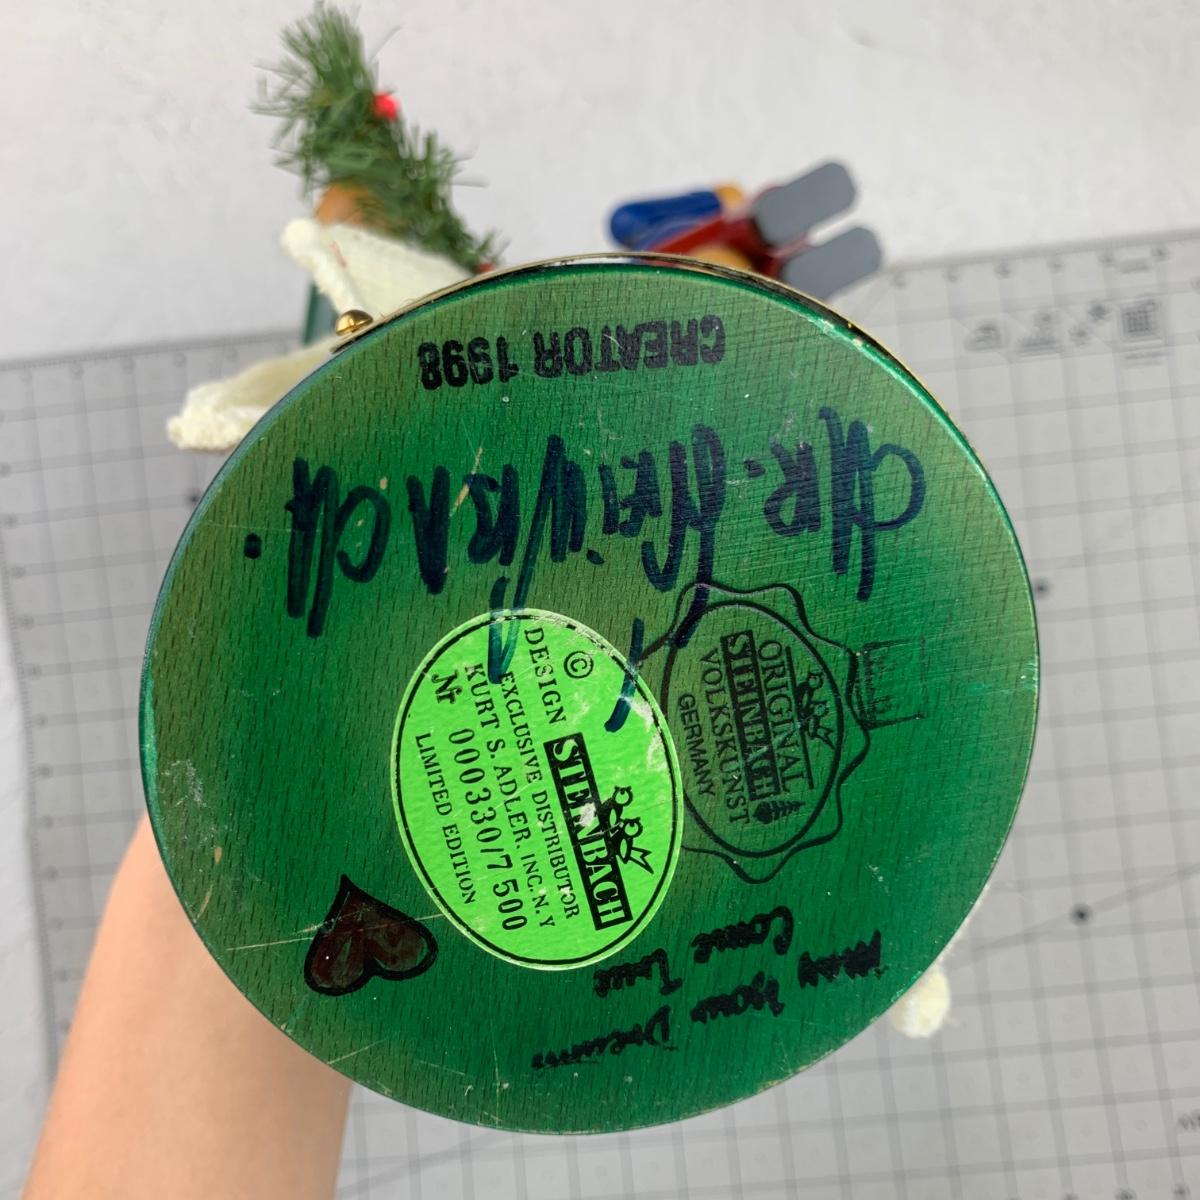 CREATOR 1998
©
DESIGN STEINBACH
EXCLUSIVE DISTRIBUTOR
KURT S. ADLER, INC. N.Y
Nr 000330/7500
LIMITED EDITION
ORIGINAL
STEINBACH
VOLKSKUNST
GERMANY
May your Dream
Come True